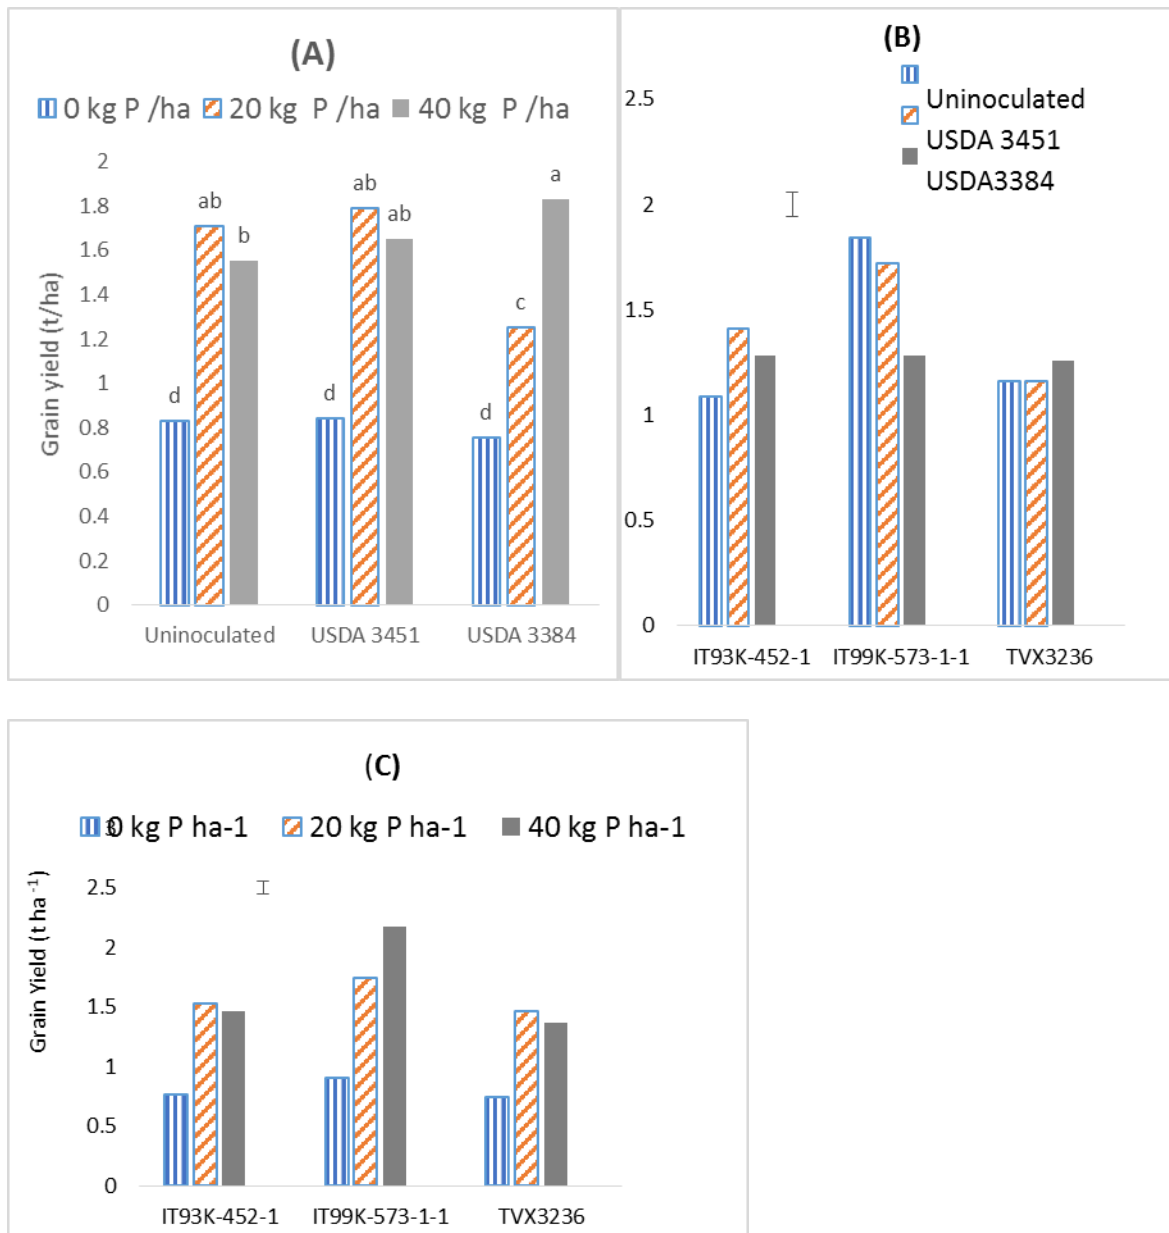 (A)
0 kg P /ha 20 kg P /ha 40 kg P /ha
Grain yield (t/ha)
2
1.8
1.6
1.4
1.2
1
0.8
0.6
0.4
0.2
0
d ab b
d ab ab
d c a
Uninoculated USDA 3451 USDA 3384
(B)
Uninoculated
USDA 3451
USDA3384
2.5
2
1.5
1
0.5
0
IT93K-452-1 IT99K-573-1-1 TVX3236
(C)
0 kg P ha-1 20 kg P ha-1 40 kg P ha-1
Grain Yield (t ha -1)
3
2.5
2
1.5
1
0.5
0
IT93K-452-1 IT99K-573-1-1 TVX3236